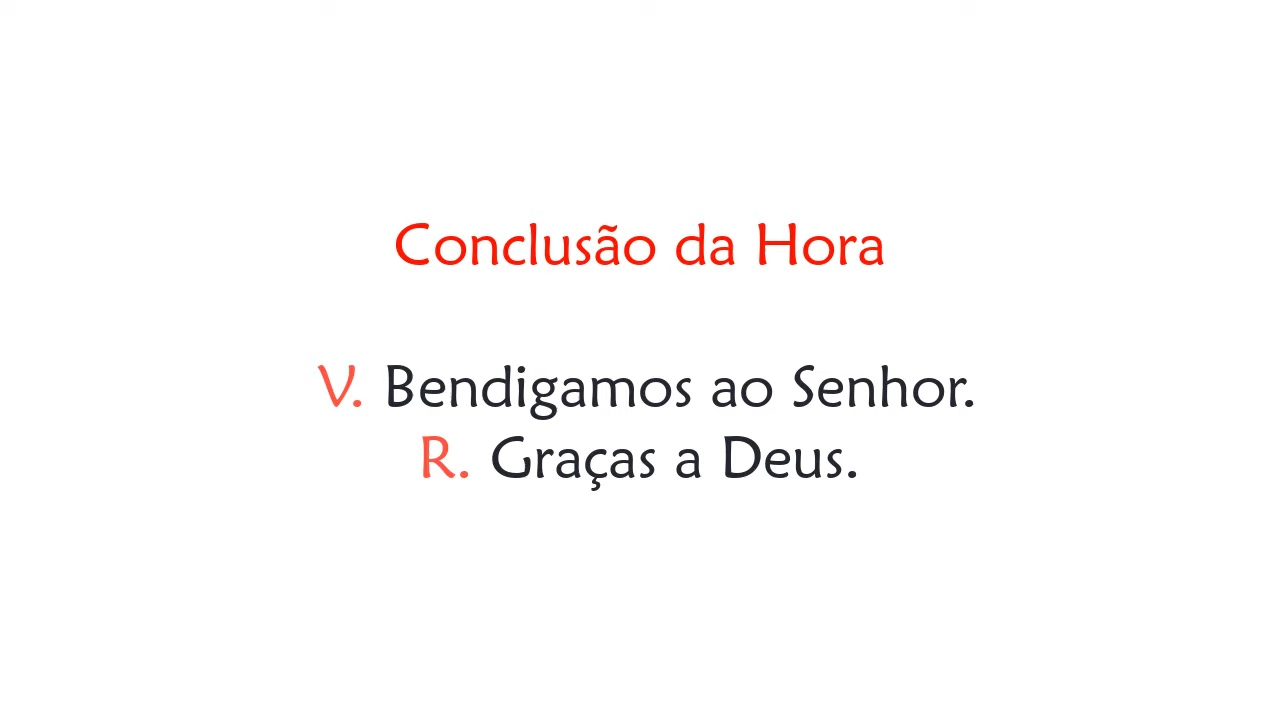 Conclusão da Hora
V. Bendigamos ao Senhor.
R. Graças a Deus.